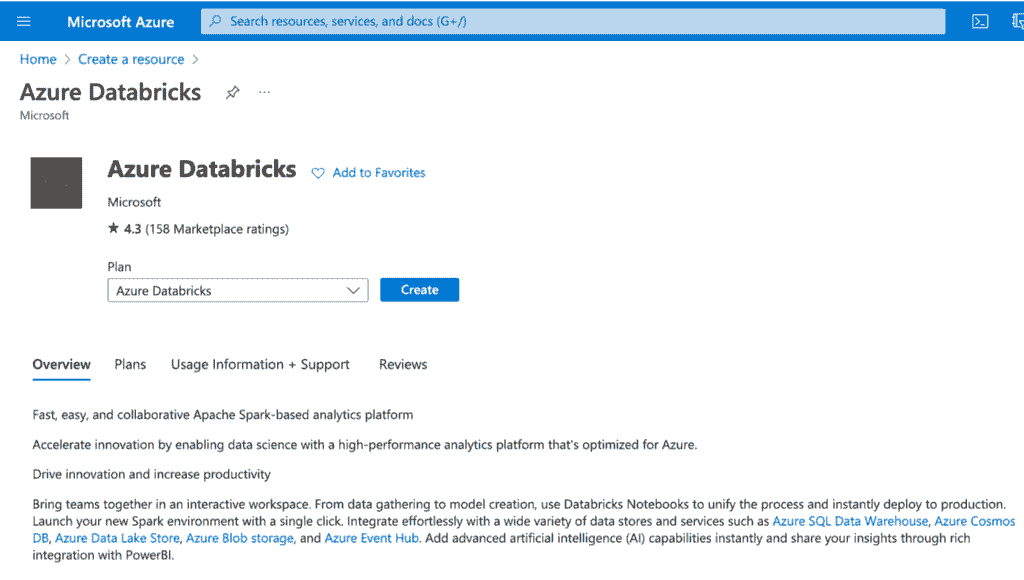 Microsoft Azure
Search resources, services, and docs (G+/)
Home > Create a resource >
Azure Databricks
Microsoft
Azure Databricks
Add to Favorites
Microsoft
★ 4.3 (158 Marketplace ratings)
Plan
Azure Databricks
Create
Overview Plans Usage Information + Support Reviews
Fast, easy, and collaborative Apache Spark-based analytics platform
Accelerate innovation by enabling data science with a high-performance analytics platform that's optimized for Azure.
Drive innovation and increase productivity
Bring teams together in an interactive workspace. From data gathering to model creation, use Databricks Notebooks to unify the process and instantly deploy to production.
Launch your new Spark environment with a single click. Integrate effortlessly with a wide variety of data stores and services such as Azure SQL Data Warehouse, Azure Cosmos
DB, Azure Data Lake Store, Azure Blob storage, and Azure Event Hub. Add advanced artificial intelligence (AI) capabilities instantly and share your insights through rich
integration with PowerBI.